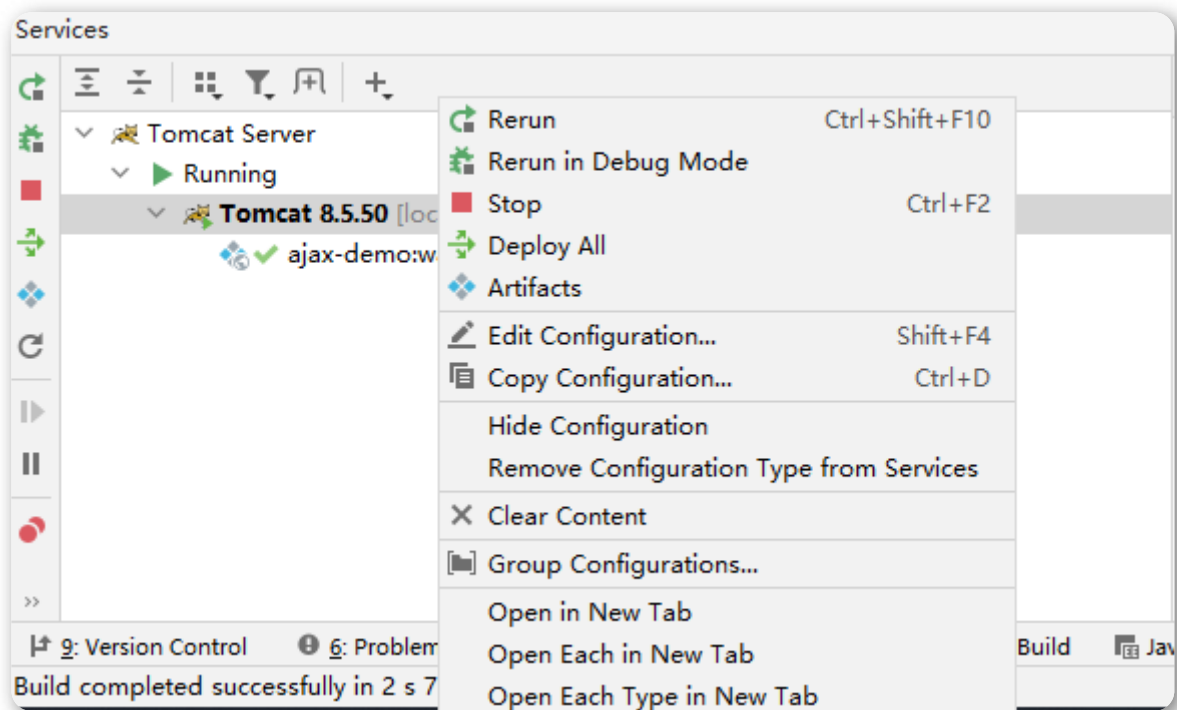 Services
Tomcat Server
Running
Tomcat 8.5.50 [loc
ajax-demo:w
Rerun Ctrl+Shift+F10
Rerun in Debug Mode
Stop Ctrl+F2
Deploy All
Artifacts
Edit Configuration... Shift+F4
Copy Configuration... Ctrl+D
Hide Configuration
Remove Configuration Type from Services
Clear Content
Group Configurations...
Open in New Tab
Open Each in New Tab
Open Each Type in New Tab
9: Version Control 6: Problem Build Jav
Build completed successfully in 2 s 7